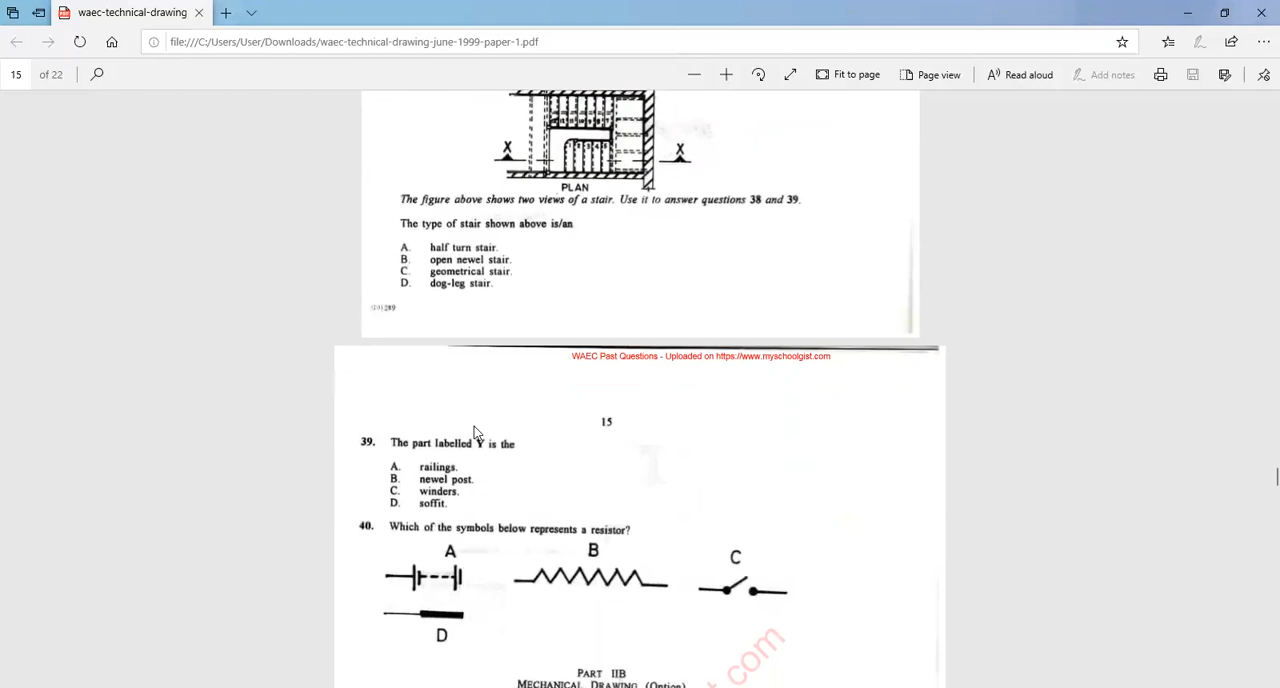 waec-technical-drawing
file:///C:/Users/User/Downloads/waec-technical-drawing-june-1999-paper-1.pdf
15 of 22
Fit to page
Page view
Read aloud
Add notes
X X
PLAN
The figure above shows two views of a stair. Use it to answer questions 38 and 39.
The type of stair shown above is/an
A. half turn stair.
B. open newel stair.
C. geometrical stair.
D. dog-leg stair.
WAEC Past Questions - Uploaded on https://www.myschoolgist.com
15
39. The part labelled Y is the
A. railings.
B. newel post.
C. winders.
D. soffit.
40. Which of the symbols below represents a resistor?
A B C
D
t.com
PART IIB
MECHANICAL DRAWING (Option)